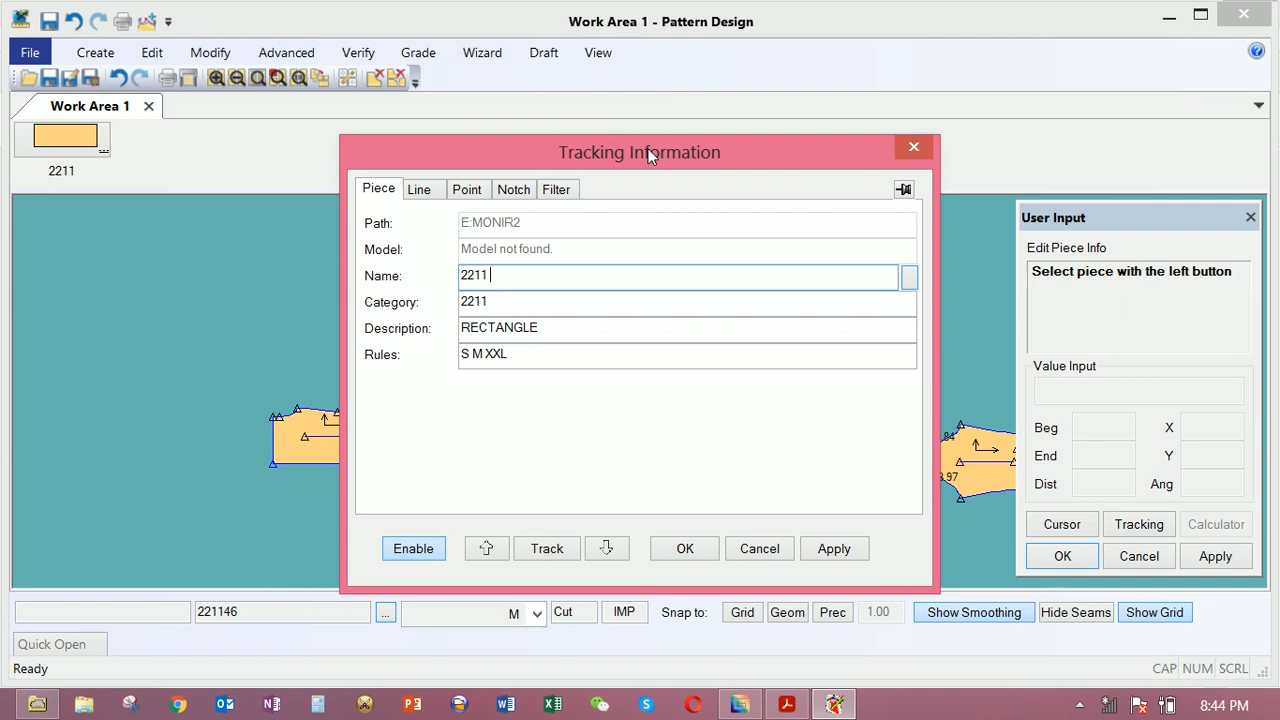 Work Area 1 - Pattern Design
File Create Edit Modify Advanced Verify Grade Wizard Draft View
Work Area 1
2211
Tracking Information
Piece Line Point Notch Filter
Path: E:MONIR2
Model: Model not found.
Name: 2211
Category: 2211
Description: RECTANGLE
Rules: S M XXL
Enable Track OK Cancel Apply
User Input
Edit Piece Info
Select piece with the left button
Value Input
Beg X
End Y
Dist Ang
Cursor Tracking Calculator
OK Cancel Apply
84
3.97
221146 ... M Cut IMP Snap to: Grid Geom Prec 1.00 Show Smoothing Hide Seams Show Grid
Quick Open
Ready CAP NUM SCRL
8:44 PM